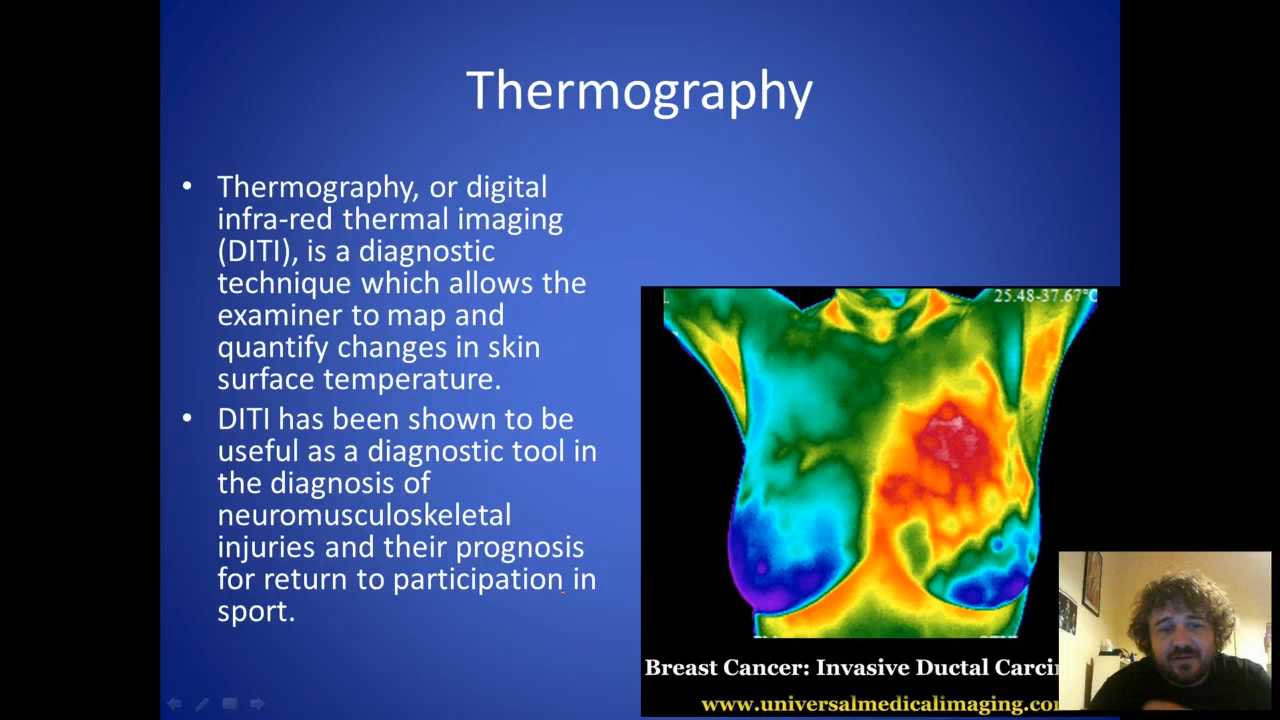 Thermography
• Thermography, or digital
infra-red thermal imaging
(DITI), is a diagnostic
technique which allows the
examiner to map and
quantify changes in skin
surface temperature.
• DITI has been shown to be
useful as a diagnostic tool in
the diagnosis of
neuromusculoskeletal
injuries and their prognosis
for return to participation in
sport.
25.48-37.67°C
Breast Cancer: Invasive Ductal Carci
www.universalmedicalimaging.co